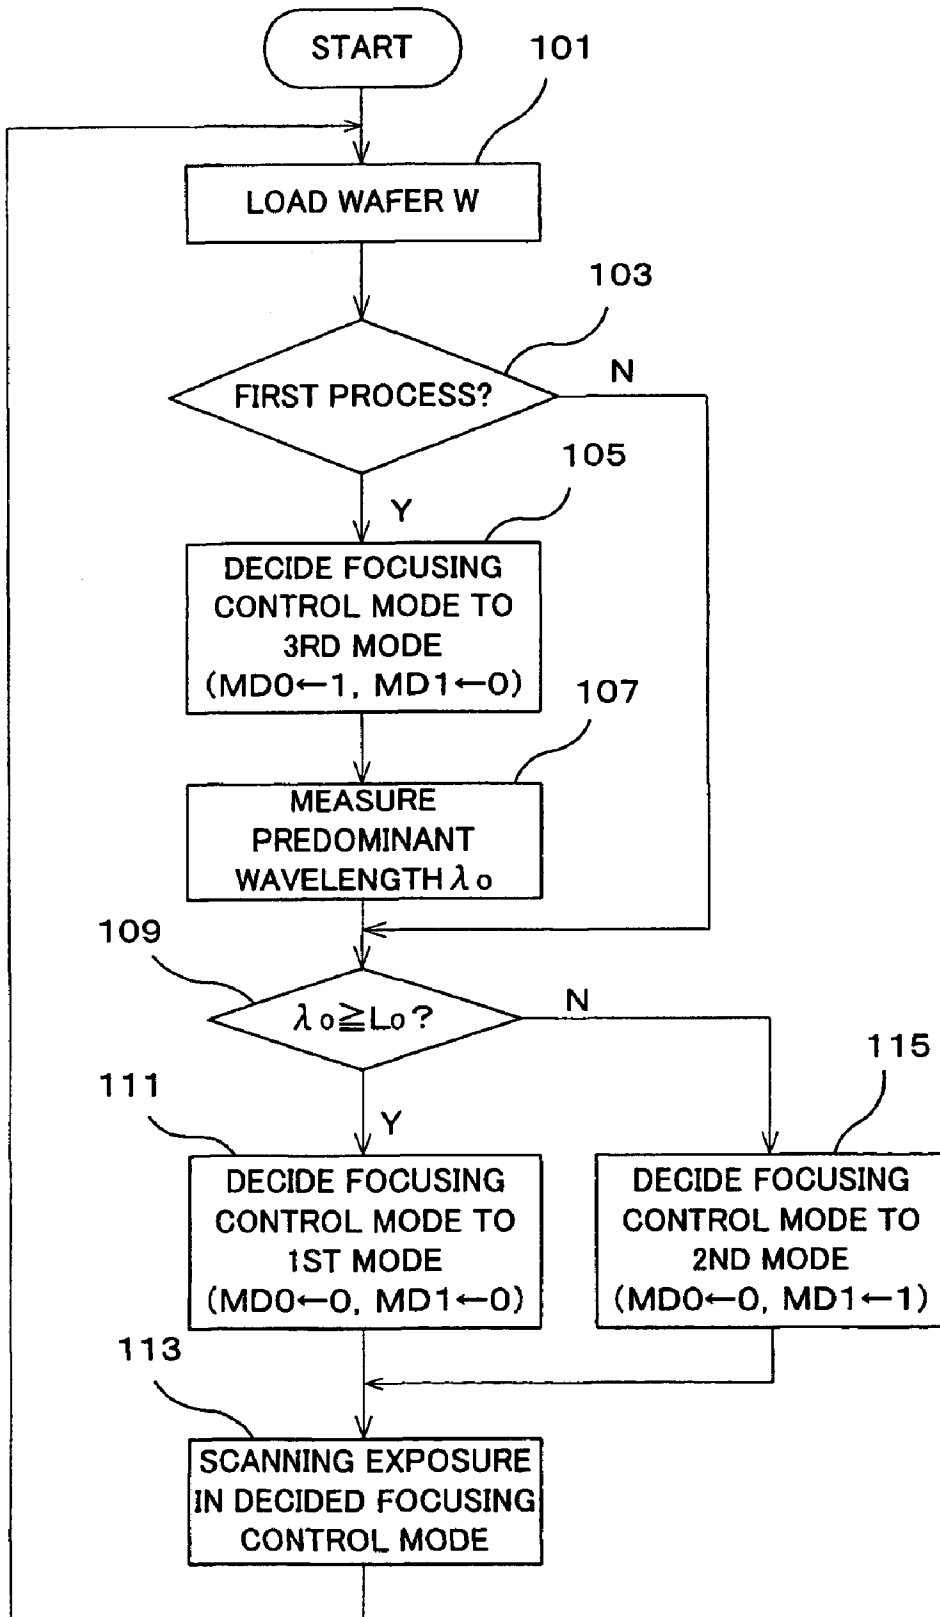 START
101
LOAD WAFER W
103
FIRST PROCESS?
N
105
Y
DECIDE FOCUSING
CONTROL MODE TO
3RD MODE
(MD0←1, MD1←0)
107
MEASURE
PREDOMINANT
WAVELENGTH λo
109
λo≧Lo?
N
115
111
Y
DECIDE FOCUSING
CONTROL MODE TO
1ST MODE
(MD0←0, MD1←0)
DECIDE FOCUSING
CONTROL MODE TO
2ND MODE
(MD0←0, MD1←1)
113
SCANNING EXPOSURE
IN DECIDED FOCUSING
CONTROL MODE